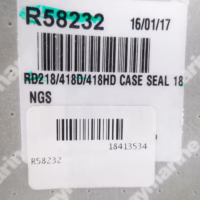 R58232 16/01/17
RD218/418D/418HD CASE SEAL 18
NGS
18413534
R58232